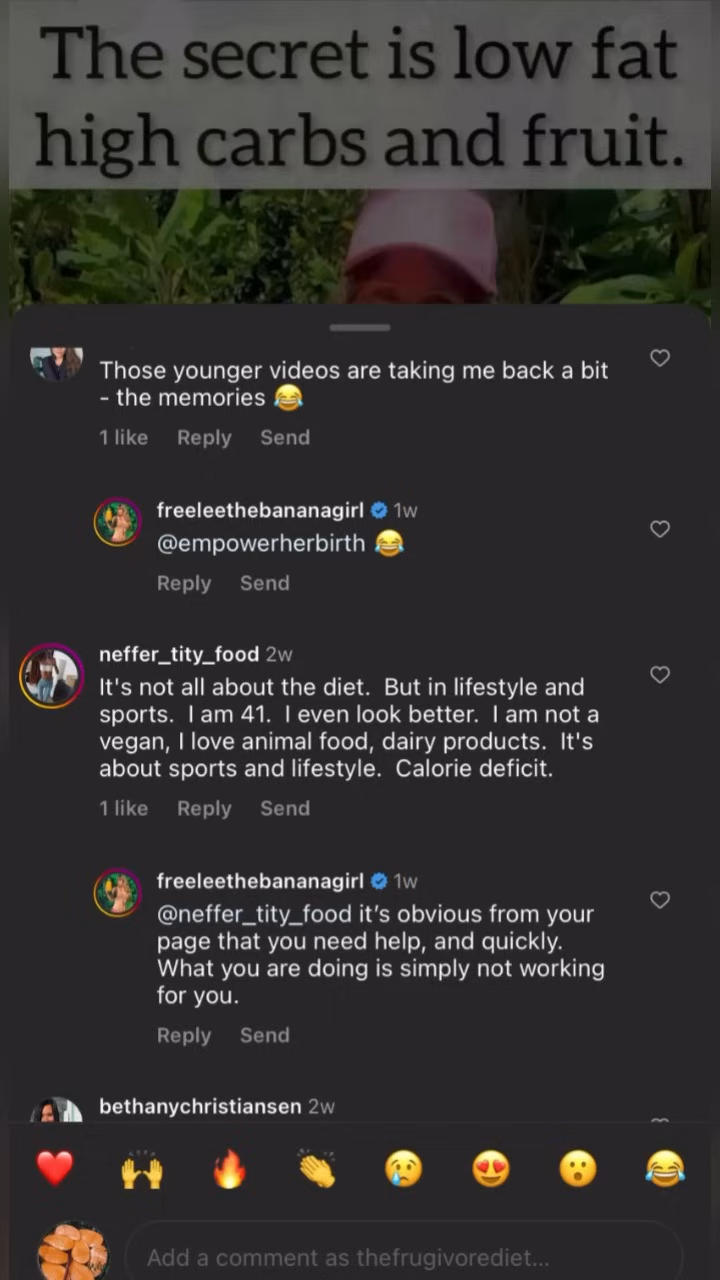 The secret is low fat
high carbs and fruit.
Those younger videos are taking me back a bit
- the memories 😂
1 like Reply Send
freeleethebananagirl 1w
@empowerherbirth 😂
Reply Send
neffer_tity_food 2w
It's not all about the diet.  But in lifestyle and
sports.  I am 41.  I even look better.  I am not a
vegan, I love animal food, dairy products.  It's
about sports and lifestyle.  Calorie deficit.
1 like Reply Send
freeleethebananagirl 1w
@neffer_tity_food it’s obvious from your
page that you need help, and quickly.
What you are doing is simply not working
for you.
Reply Send
bethanychristiansen 2w
❤️ 🙌 🔥 👏 😢 😍 😮 😂
Add a comment as thefrugivorediet...